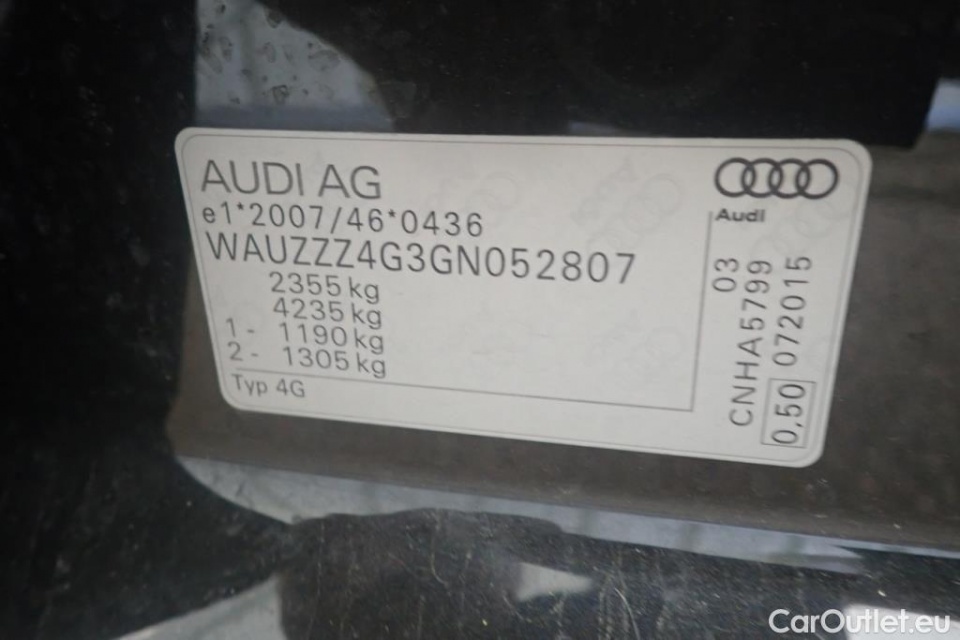 AUDI AG
e1*2007/46*0436
WAUZZZ4G3GN052807
2355 kg
4235 kg
1 - 1190 kg
2 - 1305 kg
Typ 4G
Audi
03
CNHA5799
0,50 072015
CarOutlet.eu